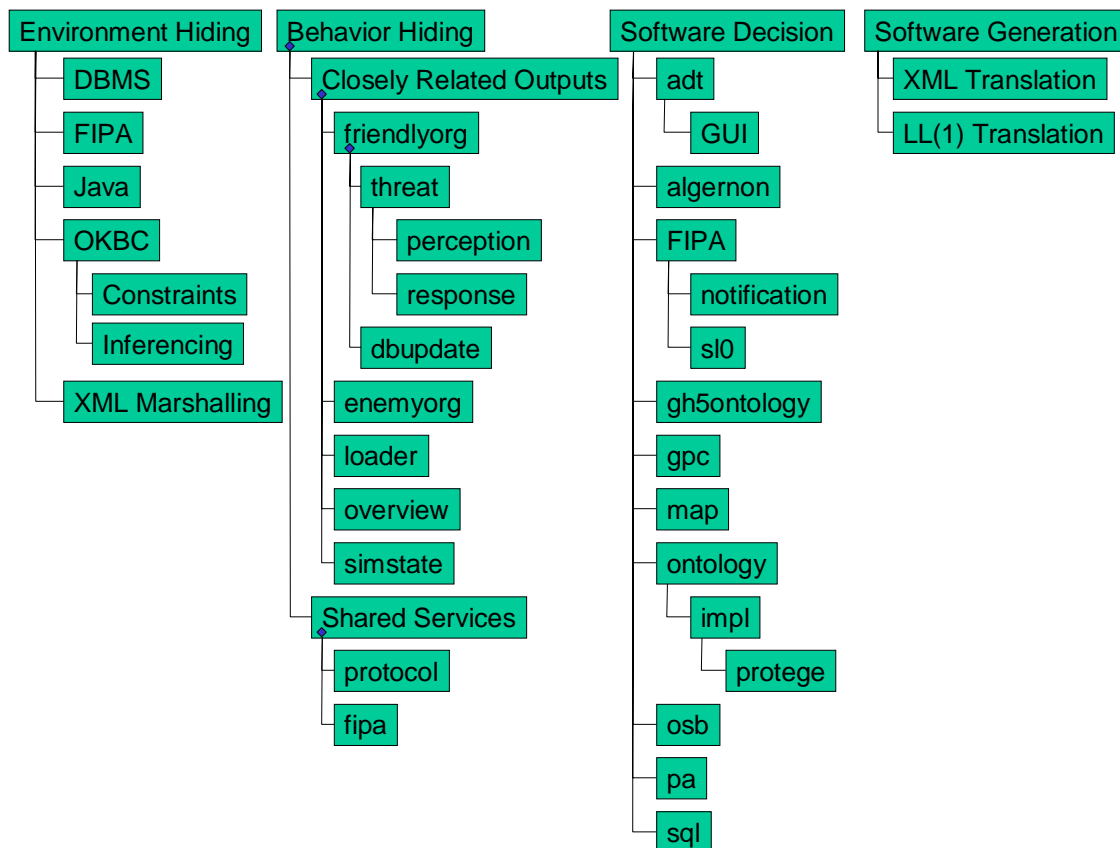 Environment Hiding
DBMS
FIPA
Java
OKBC
Constraints
Inferencing
XML Marshalling
Behavior Hiding
Closely Related Outputs
friendlyorg
threat
perception
response
dbupdate
enemyorg
loader
overview
simstate
Shared Services
protocol
fipa
Software Decision
adt
GUI
algernon
FIPA
notification
sl0
gh5ontology
gpc
map
ontology
impl
protege
osb
pa
sql
Software Generation
XML Translation
LL(1) Translation